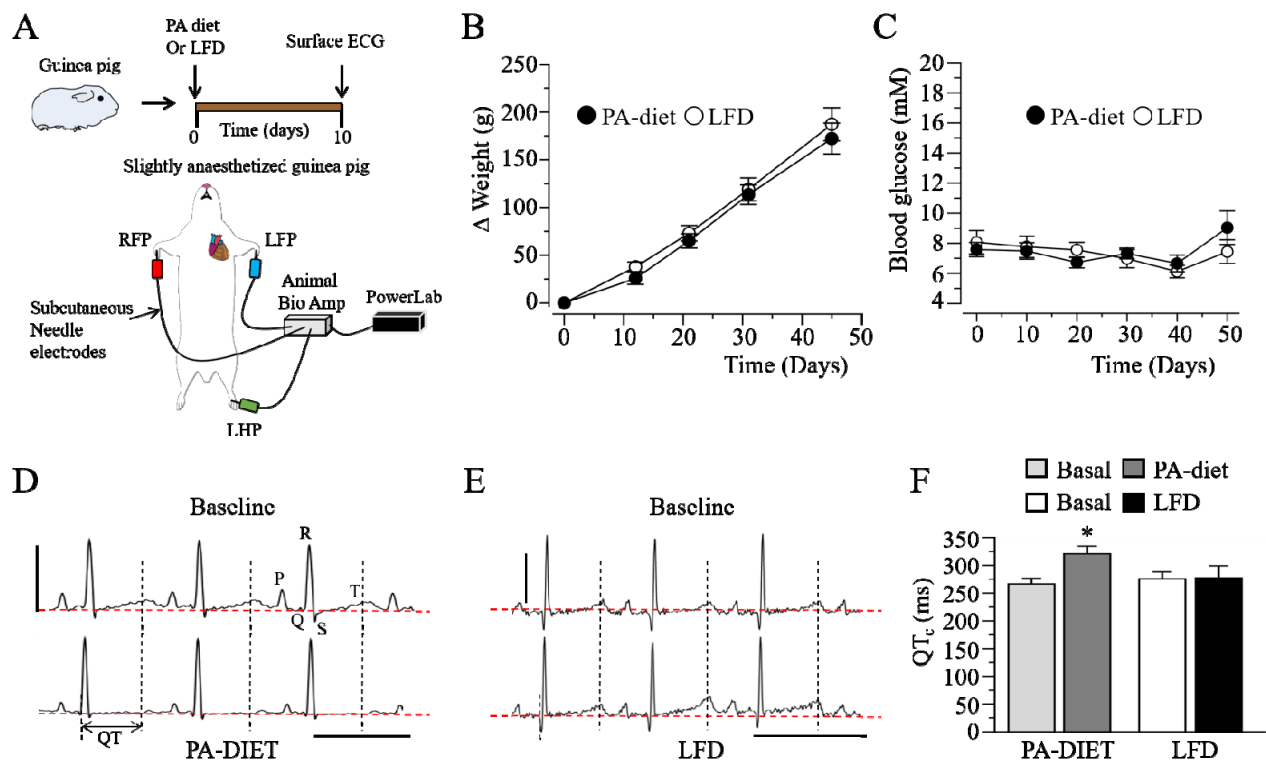 A
PA diet
Or LFD
Surface ECG
Guinea pig
0
Time (days)
10
Slightly anaesthetized guinea pig
RFP
LFP
Animal
Bio Amp
PowerLab
Subcutaneous
Needle
electrodes
LHP
B
250
200
150
100
50
0
Δ Weight (g)
PA-diet
LFD
0
10
20
30
40
50
Time (Days)
C
20
18
16
14
12
10
8
6
4
Blood glucose (mM)
PA-diet
LFD
0
10
20
30
40
50
Time (Days)
D
Baseline
R
P
T
Q
S
QT
PA-DIET
E
Baseline
LFD
F
Basal
PA-diet
Basal
LFD
*
350
300
250
200
150
100
50
0
QTc (ms)
PA-DIET
LFD